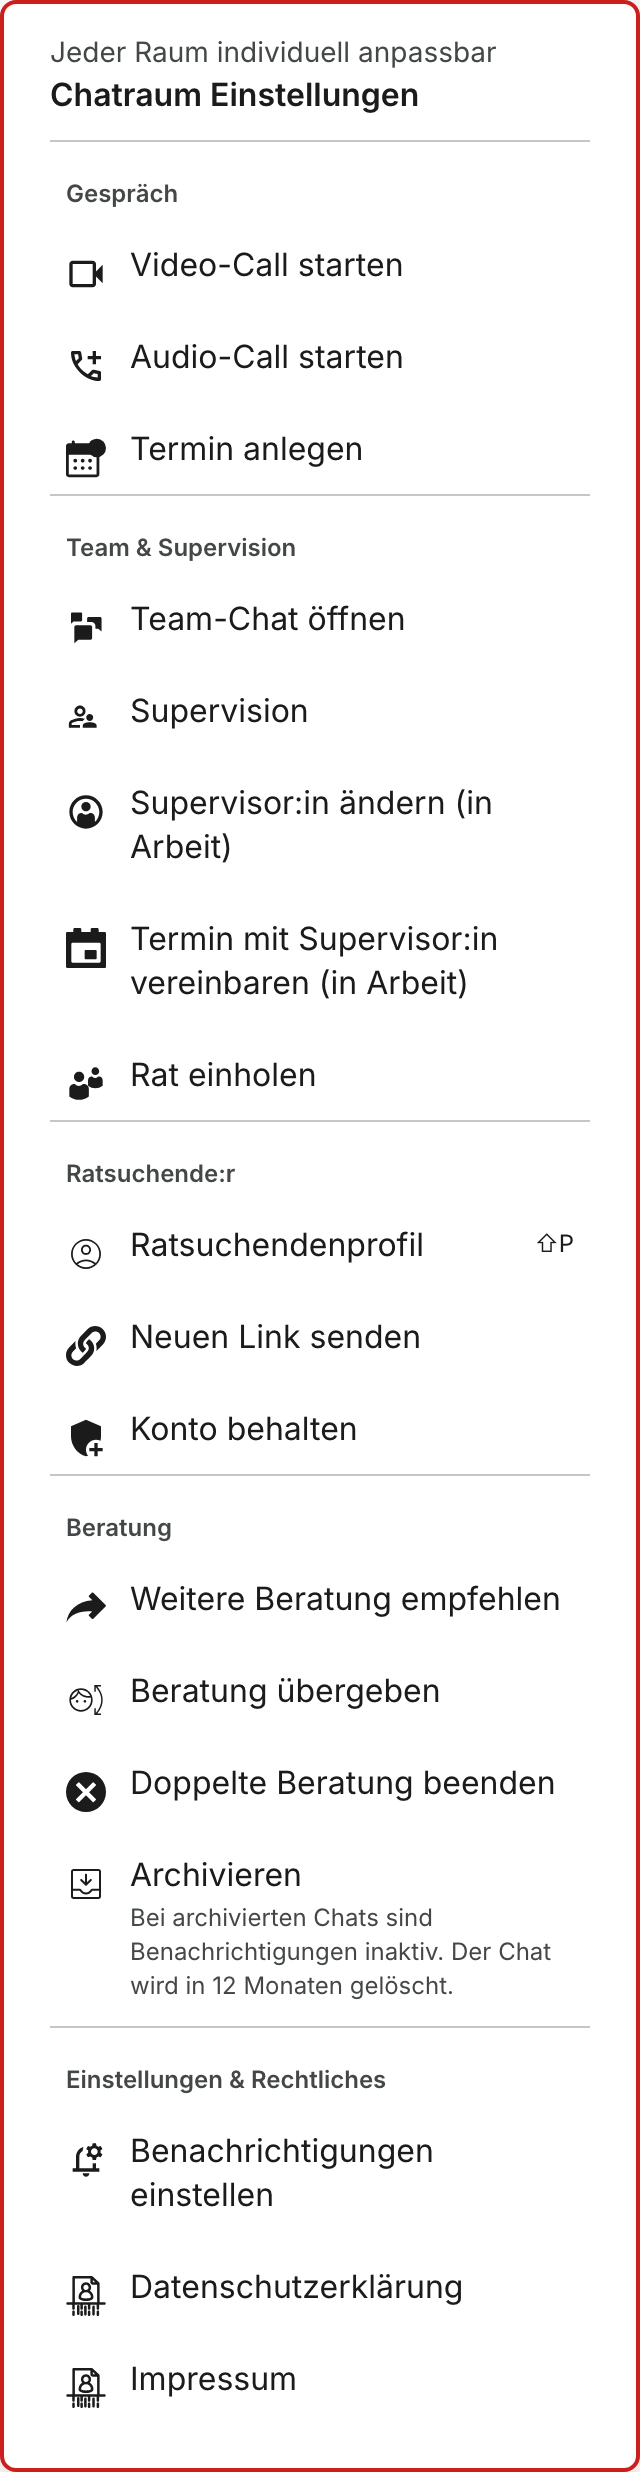 Jeder Raum individuell anpassbar
Chatraum Einstellungen
Gespräch
Video-Call starten
Audio-Call starten
Termin anlegen
Team & Supervision
Team-Chat öffnen
Supervision
Supervisor:in ändern (in
Arbeit)
Termin mit Supervisor:in
vereinbaren (in Arbeit)
Rat einholen
Ratsuchende:r
Ratsuchendenprofil ⇧P
Neuen Link senden
Konto behalten
Beratung
Weitere Beratung empfehlen
Beratung übergeben
Doppelte Beratung beenden
Archivieren
Bei archivierten Chats sind
Benachrichtigungen inaktiv. Der Chat
wird in 12 Monaten gelöscht.
Einstellungen & Rechtliches
Benachrichtigungen
einstellen
Datenschutzerklärung
Impressum